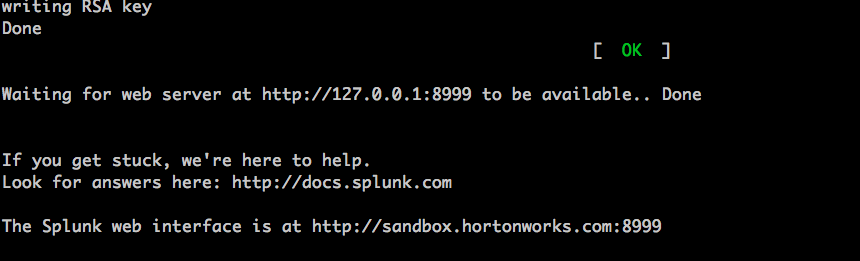 writing RSA key
Done
[ OK ]
Waiting for web server at http://127.0.0.1:8999 to be available.. Done
If you get stuck, we're here to help.
Look for answers here: http://docs.splunk.com
The Splunk web interface is at http://sandbox.hortonworks.com:8999